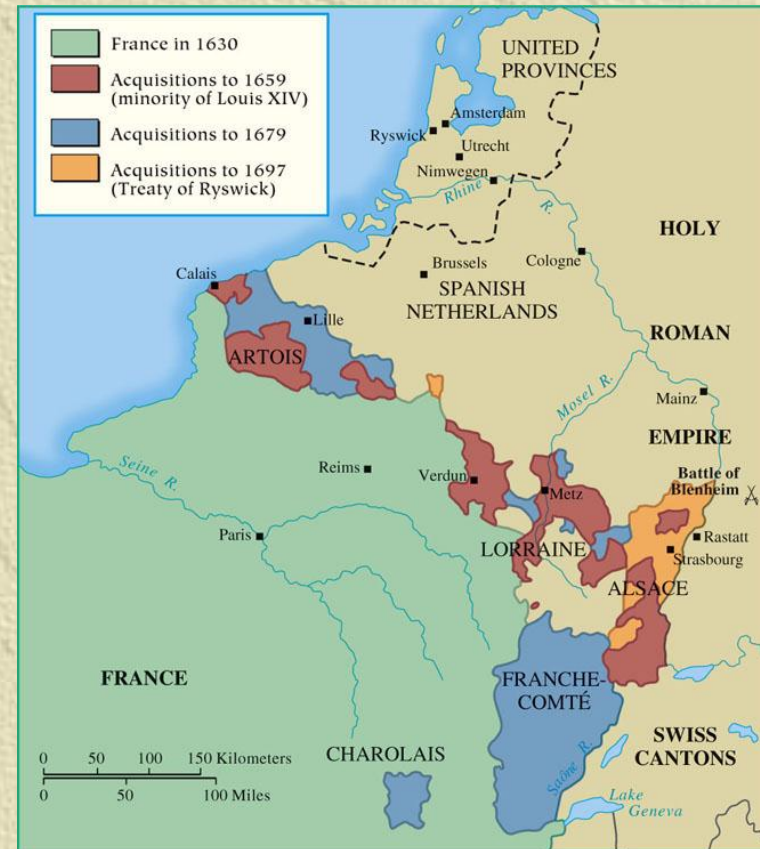 France in 1630
Acquisitions to 1659
(minority of Louis XIV)
Acquisitions to 1679
Acquisitions to 1697
(Treaty of Ryswick)
UNITED
PROVINCES
Amsterdam
Ryswick
Utrecht
Nimwegen
Rhine
R.
HOLY
Brussels
Cologne
Calais
SPANISH
NETHERLANDS
Lille
ROMAN
ARTOIS
Mosel R.
Mainz
EMPIRE
Reims
Verdun
Metz
Battle of
Blenheim
Seine R.
Paris
LORRAINE
Rastatt
Strasbourg
ALSACE
FRANCE
FRANCHE-
COMTÉ
SWISS
CANTONS
CHAROLAIS
Saône R.
Lake
Geneva
0 50 100 150 Kilometers
0 50 100 Miles